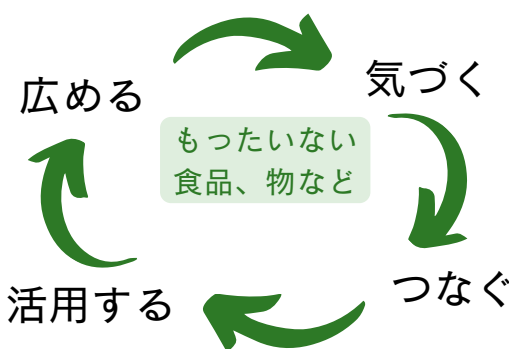 広める
気づく
もったいない
食品、物など
つなぐ
活用する